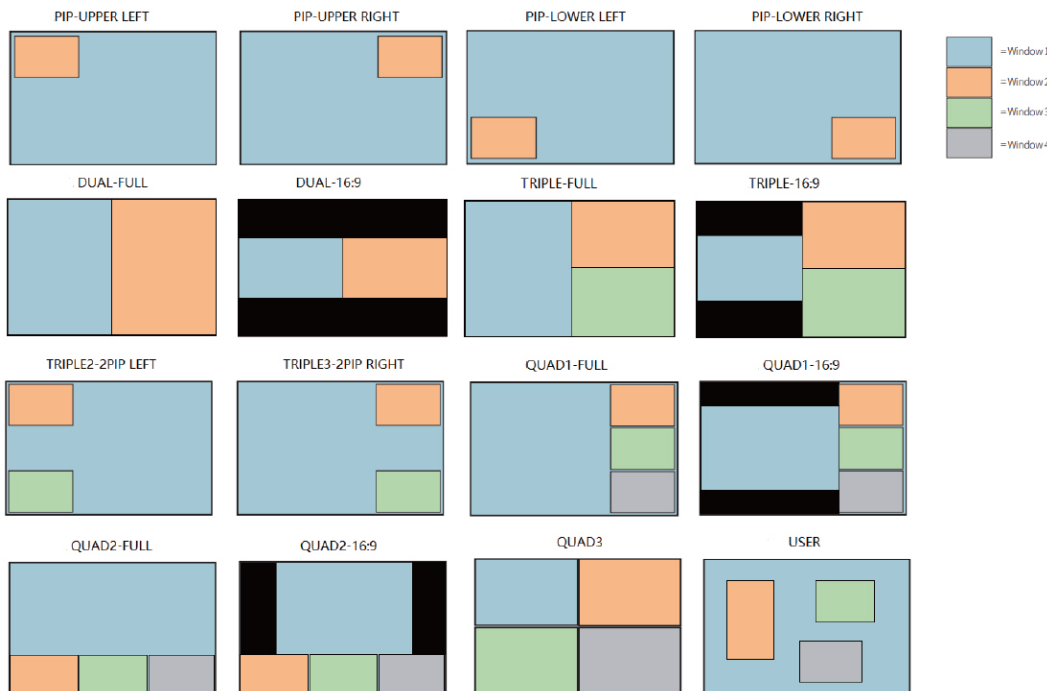 PIP-UPPER LEFT
PIP-UPPER RIGHT
PIP-LOWER LEFT
PIP-LOWER RIGHT
=Window1
=Window2
=Window3
=Window4
DUAL-FULL
DUAL-16:9
TRIPLE-FULL
TRIPLE-16:9
TRIPLE2-2PIP LEFT
TRIPLE3-2PIP RIGHT
QUAD1-FULL
QUAD1-16:9
QUAD2-FULL
QUAD2-16:9
QUAD3
USER